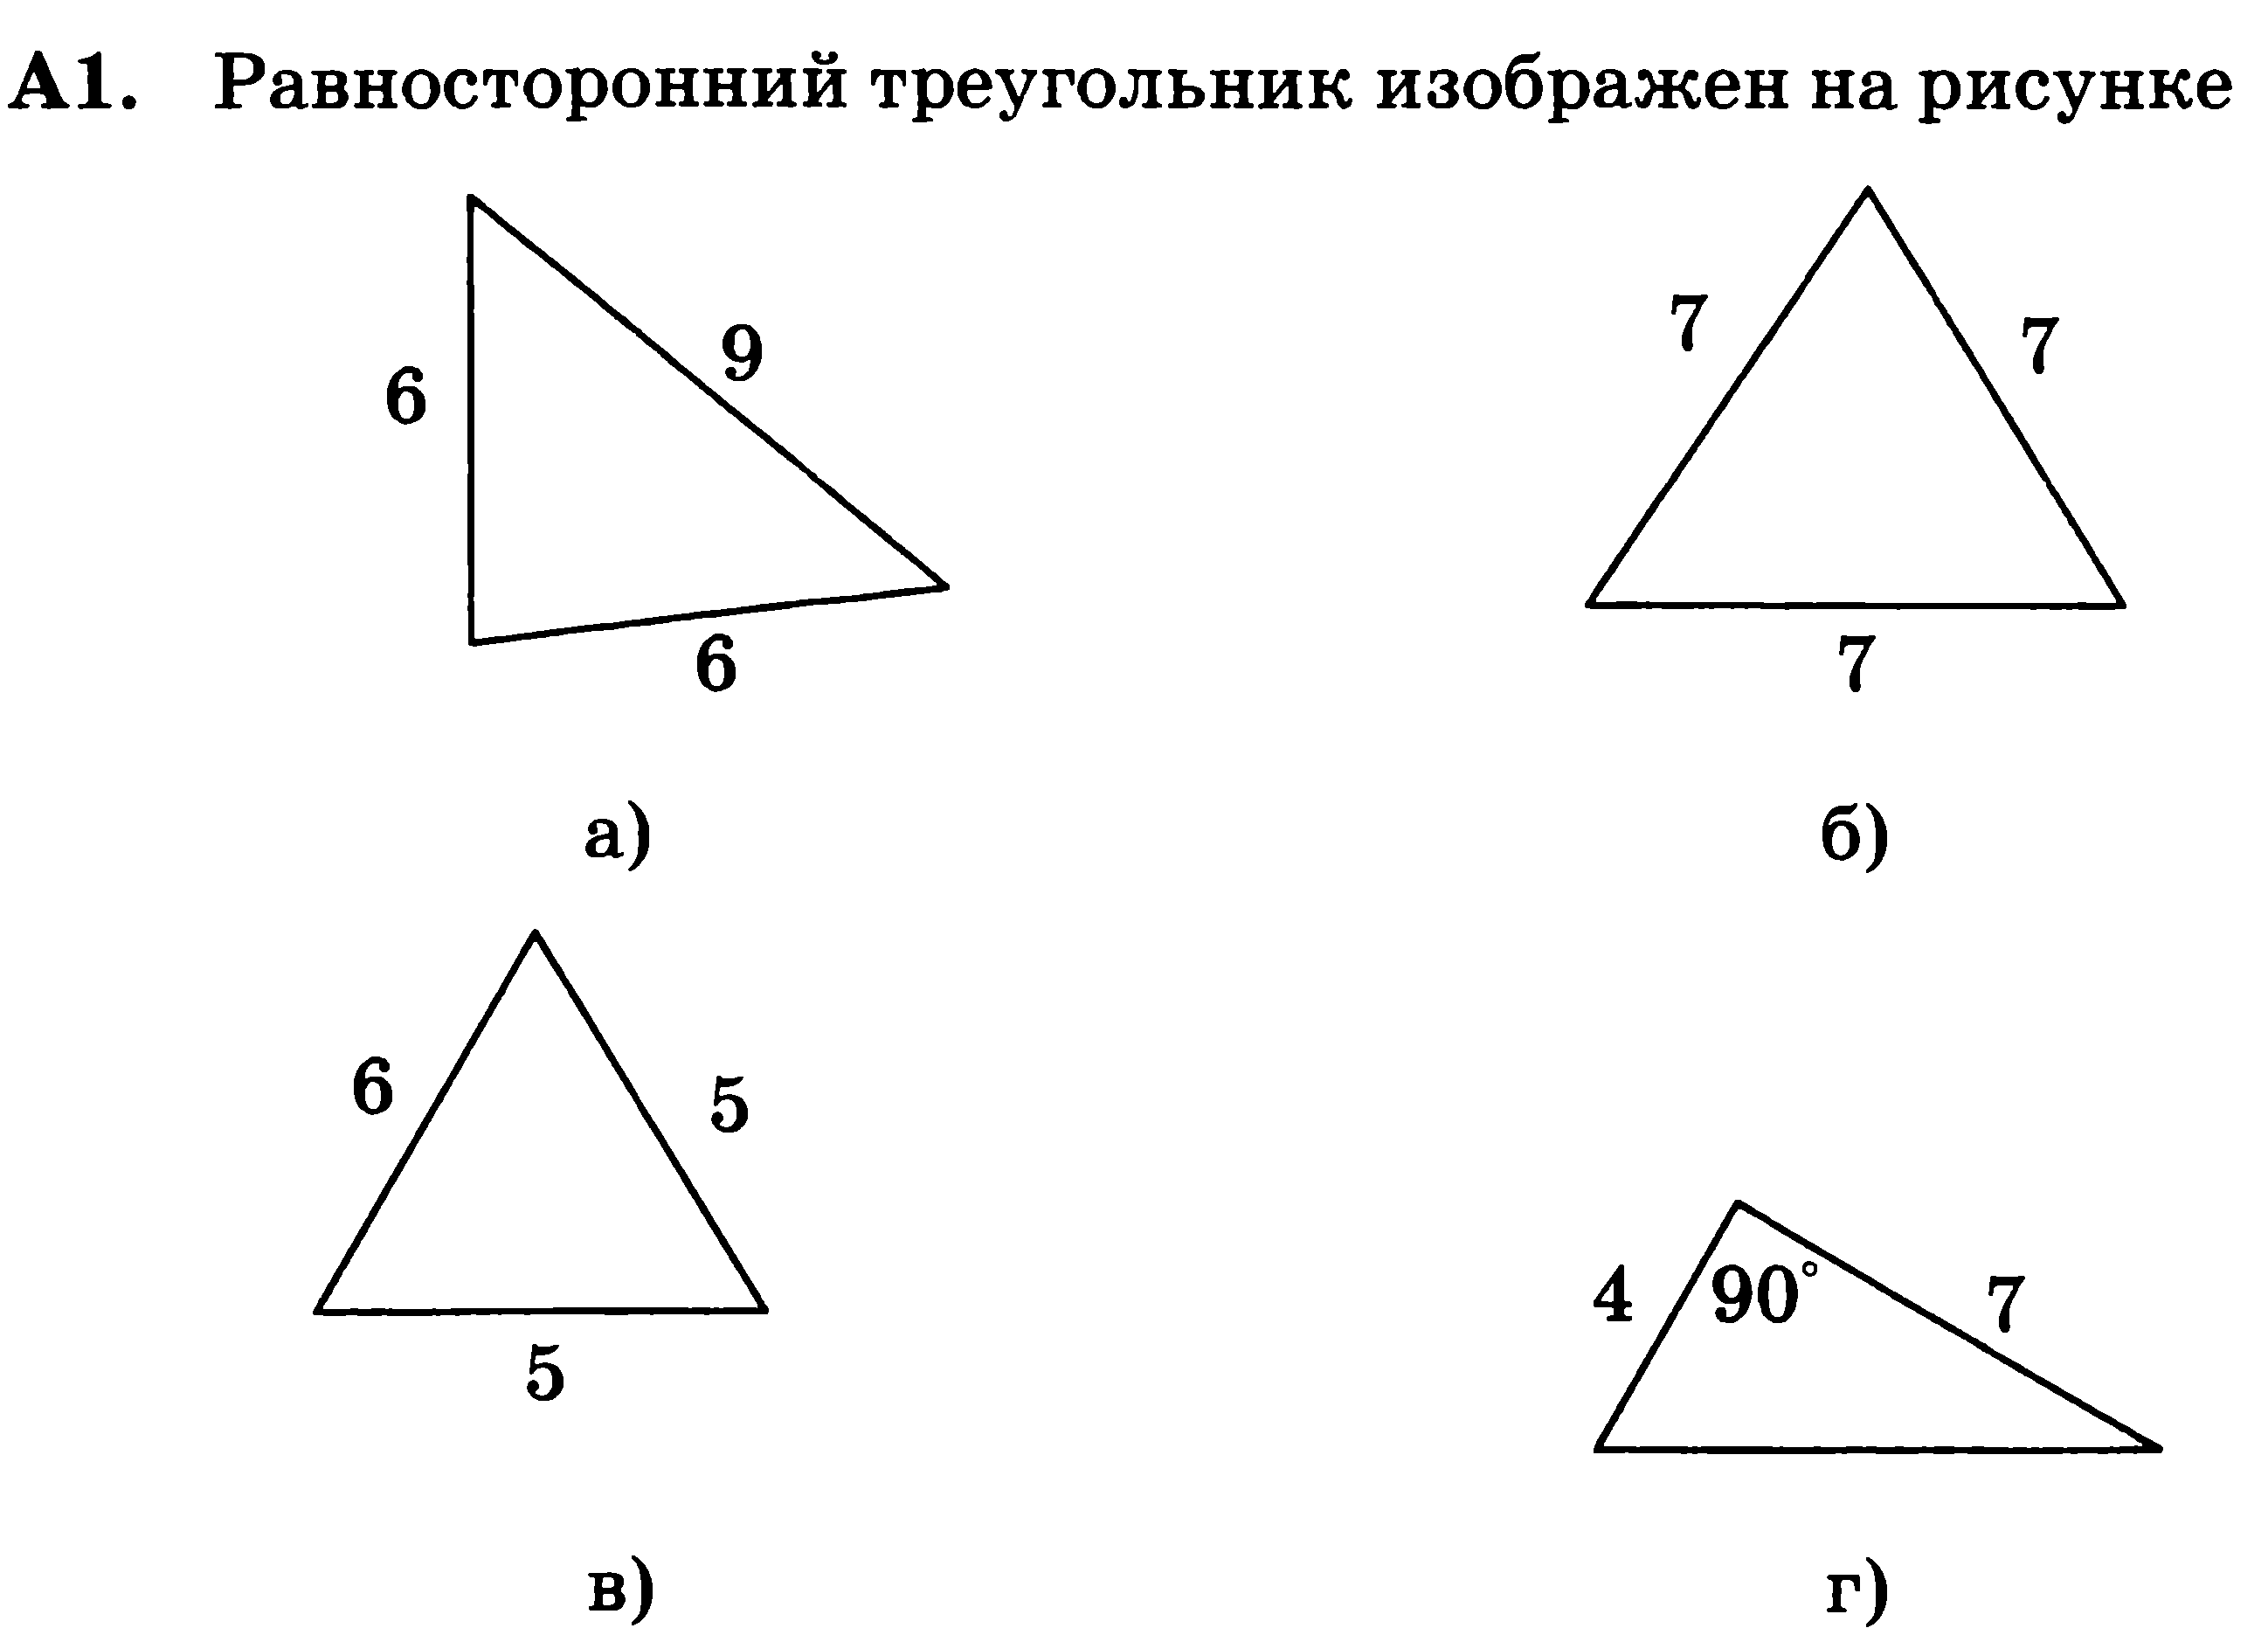 А1. Равносторонний треугольник изображен на рисунке
6
9
6
7
7
7
а)
б)
6
5
5
4
90°
7
в)
г)